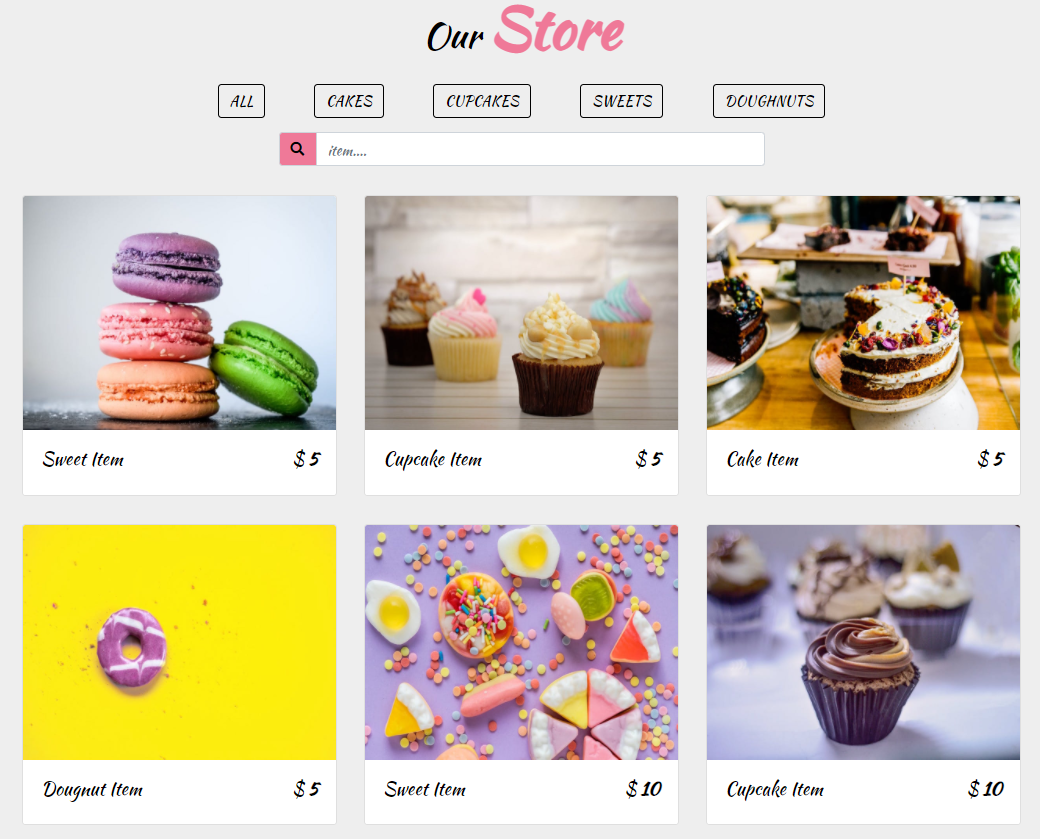 Our Store
ALL CAKES CUPCAKES SWEETS DOUGHNUTS
item....
Sweet Item $ 5
Cupcake Item $ 5
Cake Item $ 5
Dougnut Item $ 5
Sweet Item $ 10
Cupcake Item $ 10